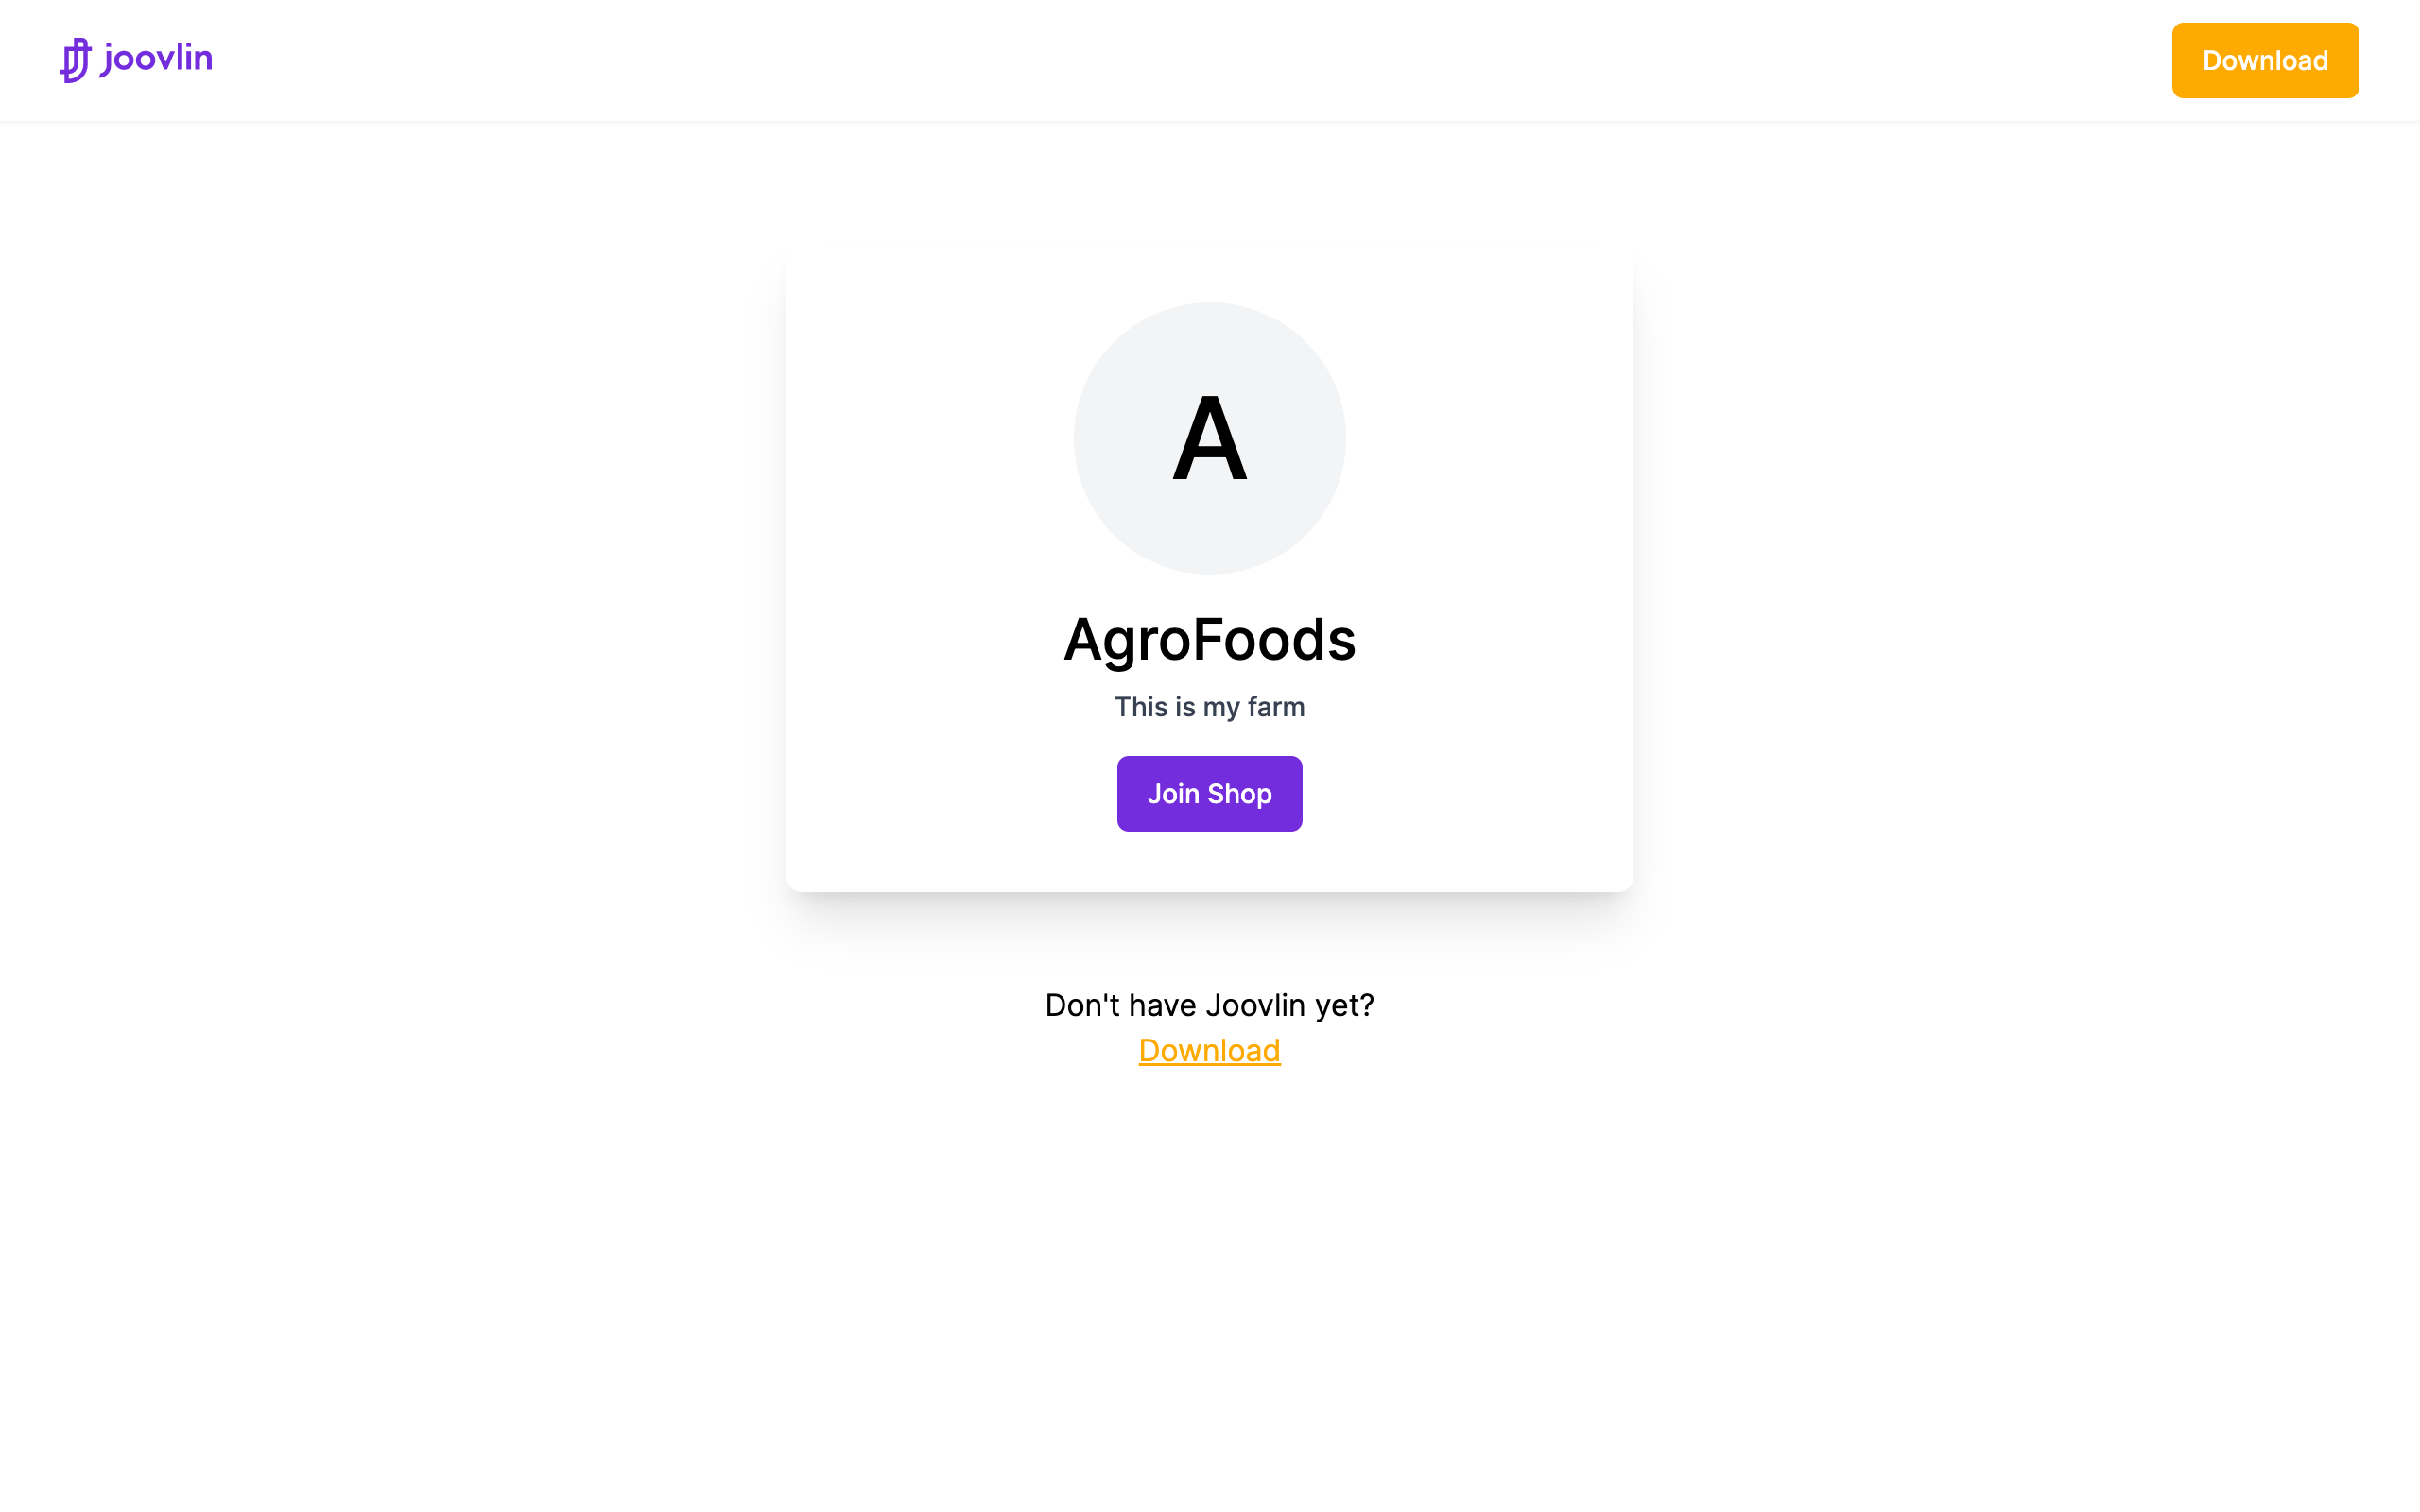 joovlin
Download
A
AgroFoods
This is my farm
Join Shop
Don't have Joovlin yet?
Download